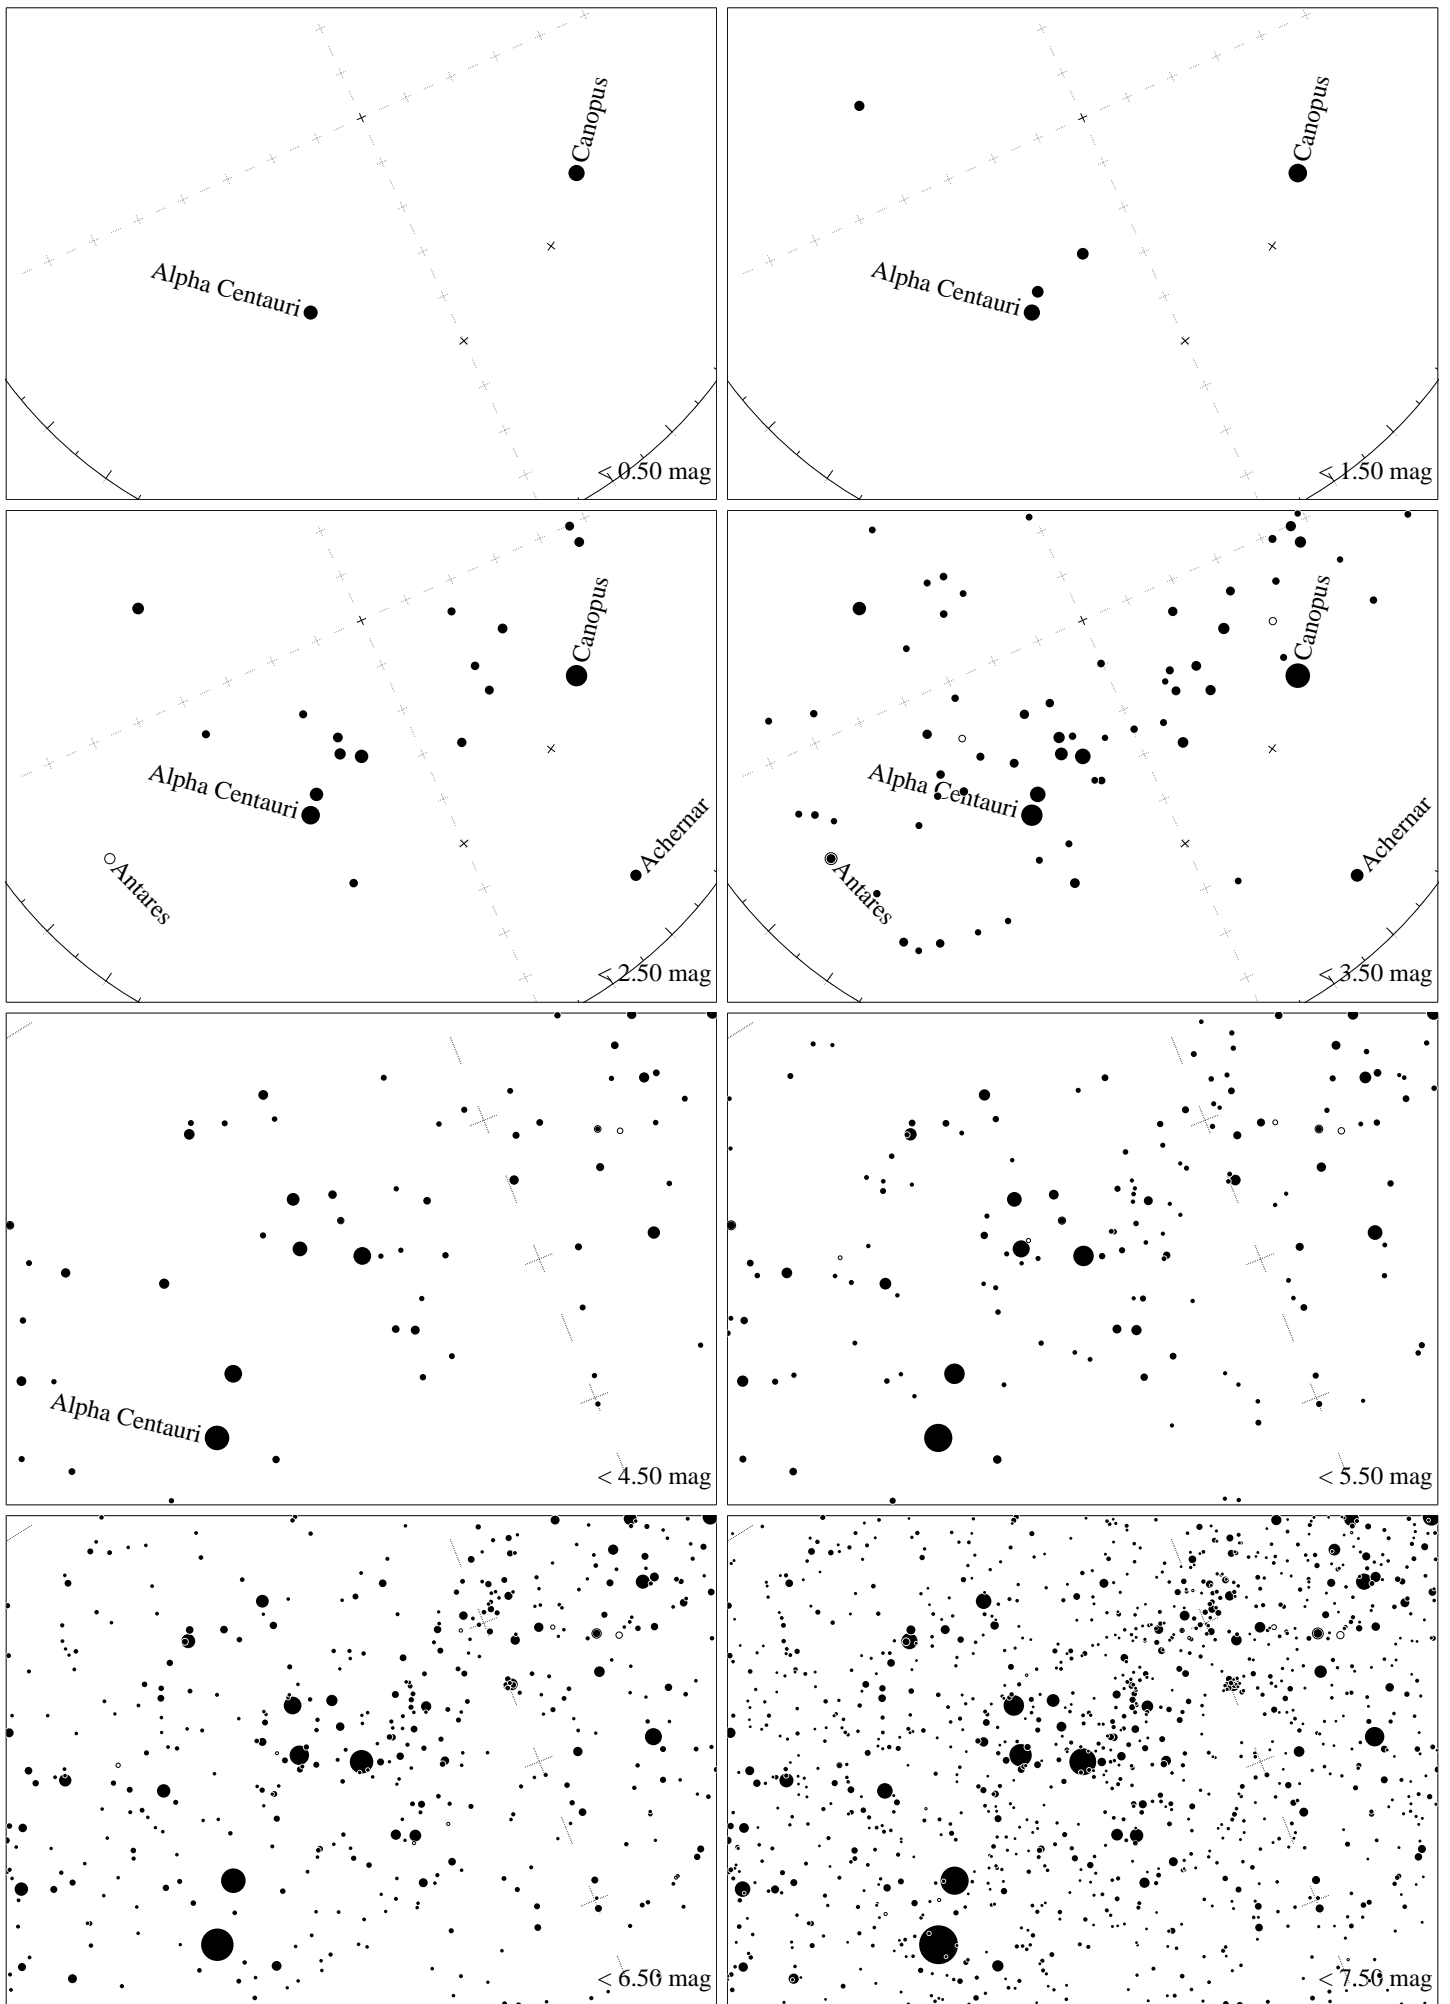 Canopus
Alpha Centauri
< 0.50 mag
Canopus
Alpha Centauri
< 1.50 mag
Canopus
Alpha Centauri
Achernar
Antares
< 2.50 mag
Canopus
Alpha Centauri
Achernar
Antares
< 3.50 mag
Alpha Centauri
< 4.50 mag
< 5.50 mag
< 6.50 mag
< 7.50 mag